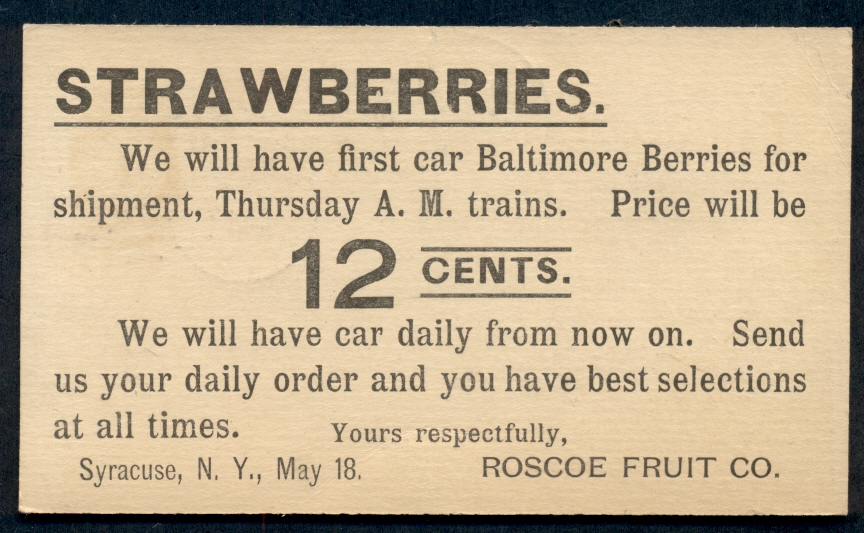 STRAWBERRIES.
We will have first car Baltimore Berries for
shipment, Thursday A. M. trains. Price will be
12 CENTS.
We will have car daily from now on. Send
us your daily order and you have best selections
at all times.
Yours respectfully,
Syracuse, N. Y., May 18. ROSCOE FRUIT CO.